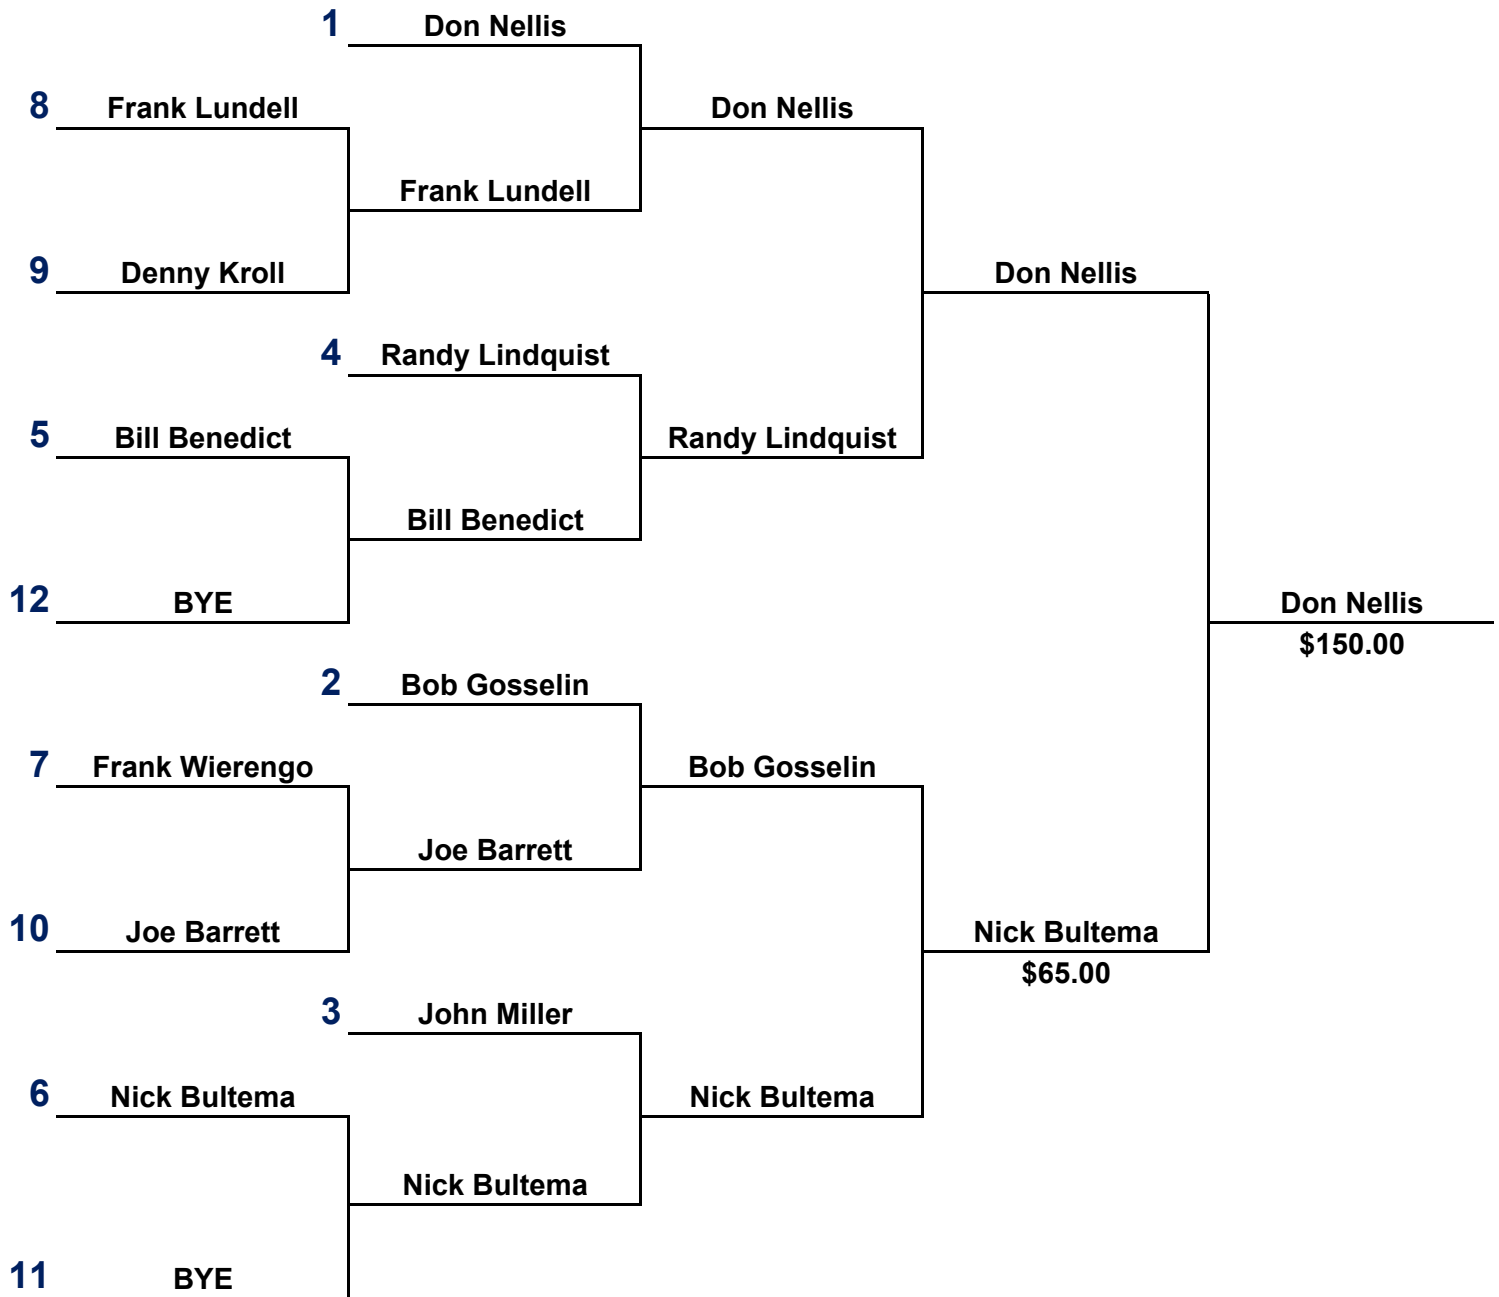 1 Don Nellis
8 Frank Lundell Don Nellis
Frank Lundell
9 Denny Kroll Don Nellis
4 Randy Lindquist
5 Bill Benedict Randy Lindquist
Bill Benedict
12 BYE Don Nellis
$150.00
2 Bob Gosselin
7 Frank Wierengo Bob Gosselin
Joe Barrett
10 Joe Barrett Nick Bultema
$65.00
3 John Miller
6 Nick Bultema Nick Bultema
Nick Bultema
11 BYE